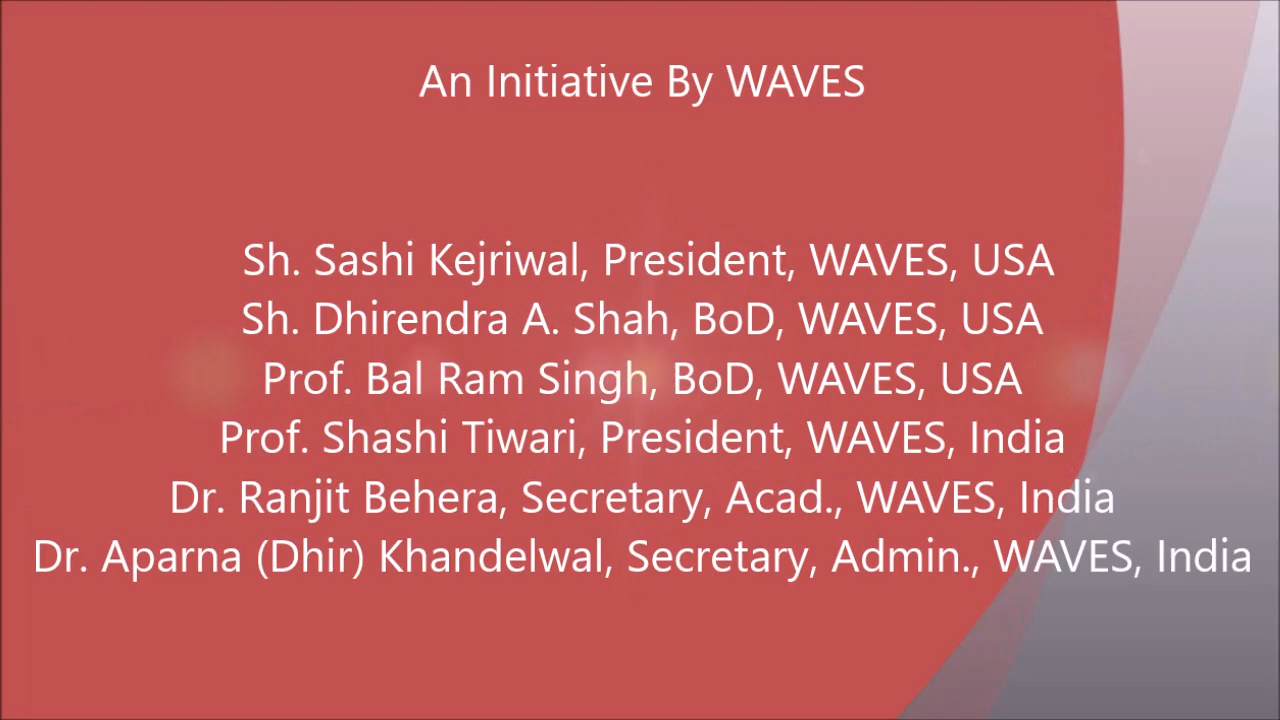 An Initiative By WAVES
Sh. Sashi Kejriwal, President, WAVES, USA
Sh. Dhirendra A. Shah, BoD, WAVES, USA
Prof. Bal Ram Singh, BoD, WAVES, USA
Prof. Shashi Tiwari, President, WAVES, India
Dr. Ranjit Behera, Secretary, Acad., WAVES, India
Dr. Aparna (Dhir) Khandelwal, Secretary, Admin., WAVES, India